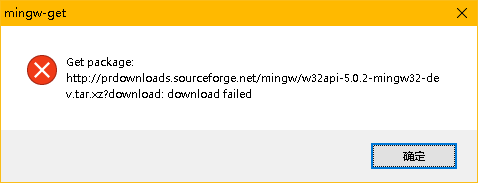 mingw-get
Get package:
http://prdownloads.sourceforge.net/mingw/w32api-5.0.2-mingw32-de
v.tar.xz?download: download failed
确定